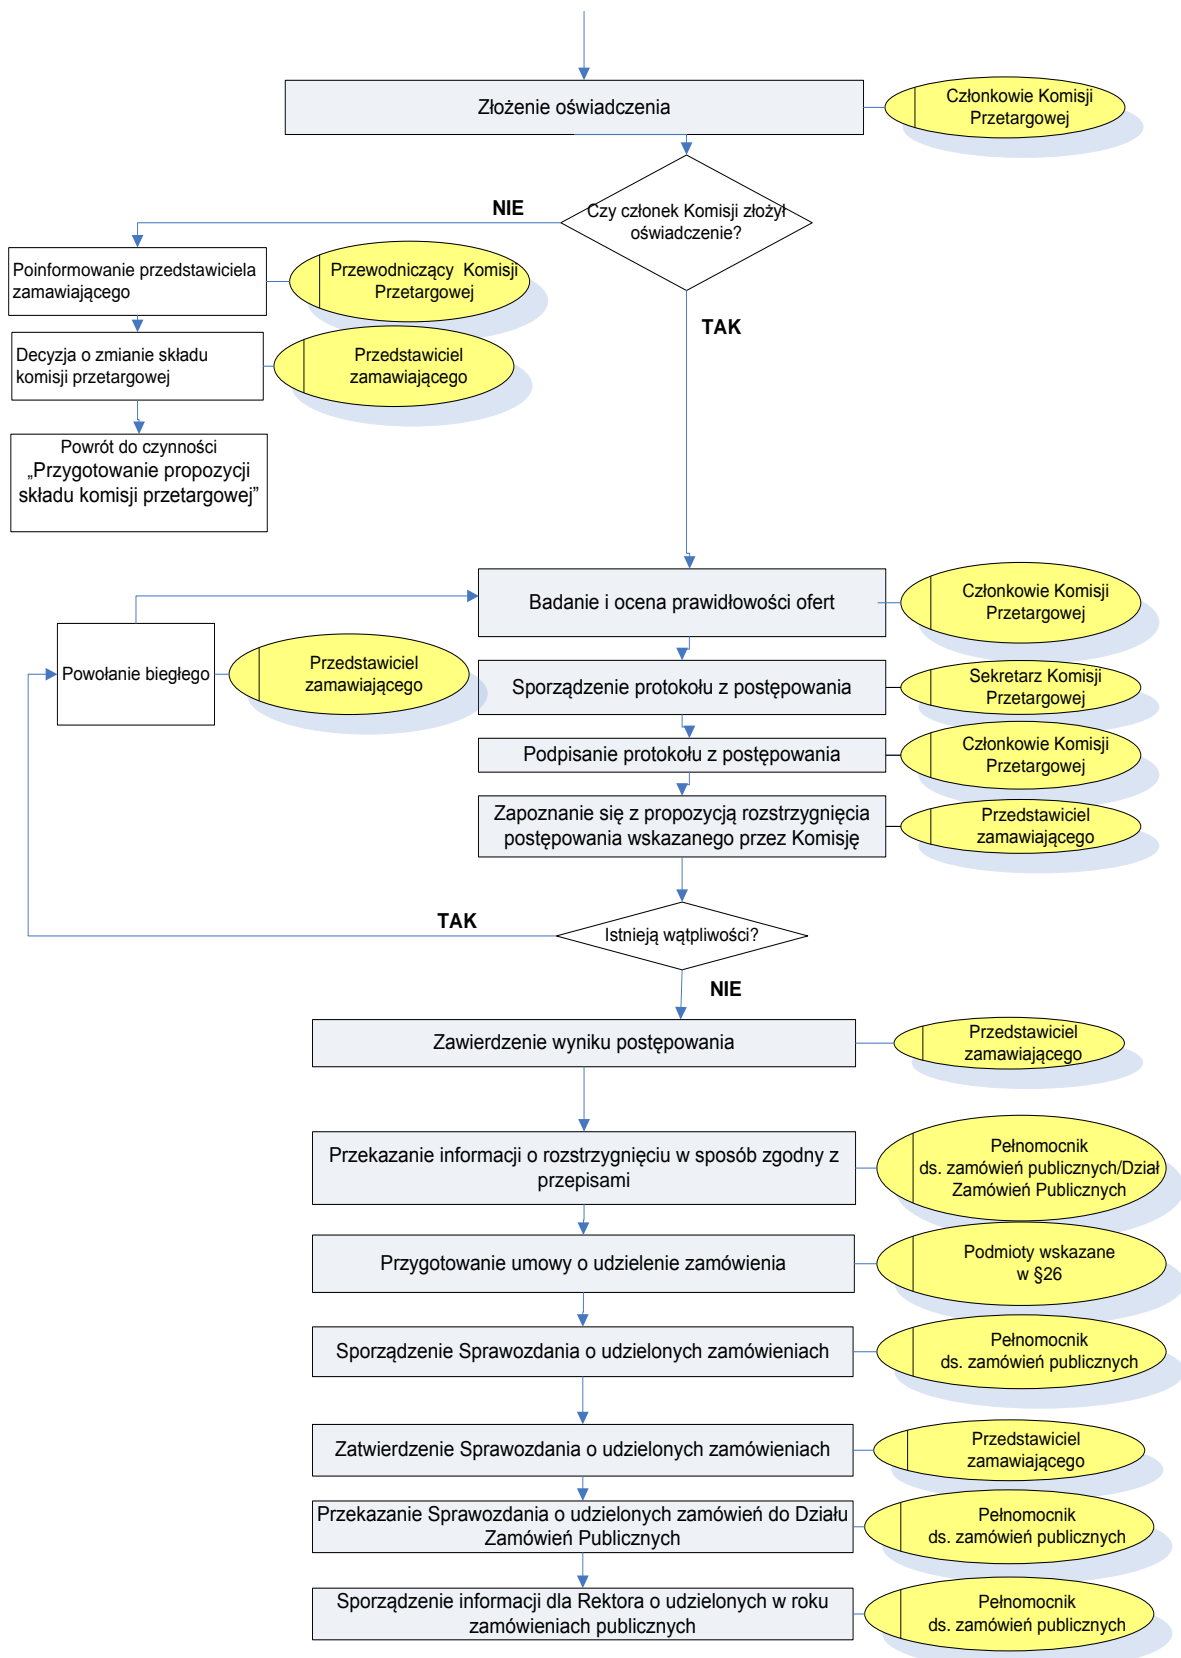 Złożenie oświadczenia
Członkowie Komisji
Przetargowej
Czy członek Komisji złożył
oświadczenie?
NIE
Poinformowanie przedstawiciela
zamawiającego
Przewodniczący Komisji
Przetargowej
TAK
Decyzja o zmianie składu
komisji przetargowej
Przedstawiciel
zamawiającego
Powrót do czynności
„Przygotowanie propozycji
składu komisji przetargowej”
Badanie i ocena prawidłowości ofert
Członkowie Komisji
Przetargowej
Powołanie biegłego
Przedstawiciel
zamawiającego
Sporządzenie protokołu z postępowania
Sekretarz Komisji
Przetargowej
Podpisanie protokołu z postępowania
Członkowie Komisji
Przetargowej
Zapoznanie się z propozycją rozstrzygnięcia
postępowania wskazanego przez Komisję
Przedstawiciel
zamawiającego
TAK
Istnieją wątpliwości?
NIE
Zawierdzenie wyniku postępowania
Przedstawiciel
zamawiającego
Przekazanie informacji o rozstrzygnięciu w sposób zgodny z
przepisami
Pełnomocnik
ds. zamówień publicznych/Dział
Zamówień Publicznych
Przygotowanie umowy o udzielenie zamówienia
Podmioty wskazane
w §26
Sporządzenie Sprawozdania o udzielonych zamówieniach
Pełnomocnik
ds. zamówień publicznych
Zatwierdzenie Sprawozdania o udzielonych zamówieniach
Przedstawiciel
zamawiającego
Przekazanie Sprawozdania o udzielonych zamówień do Działu
Zamówień Publicznych
Pełnomocnik
ds. zamówień publicznych
Sporządzenie informacji dla Rektora o udzielonych w roku
zamówieniach publicznych
Pełnomocnik
ds. zamówień publicznych